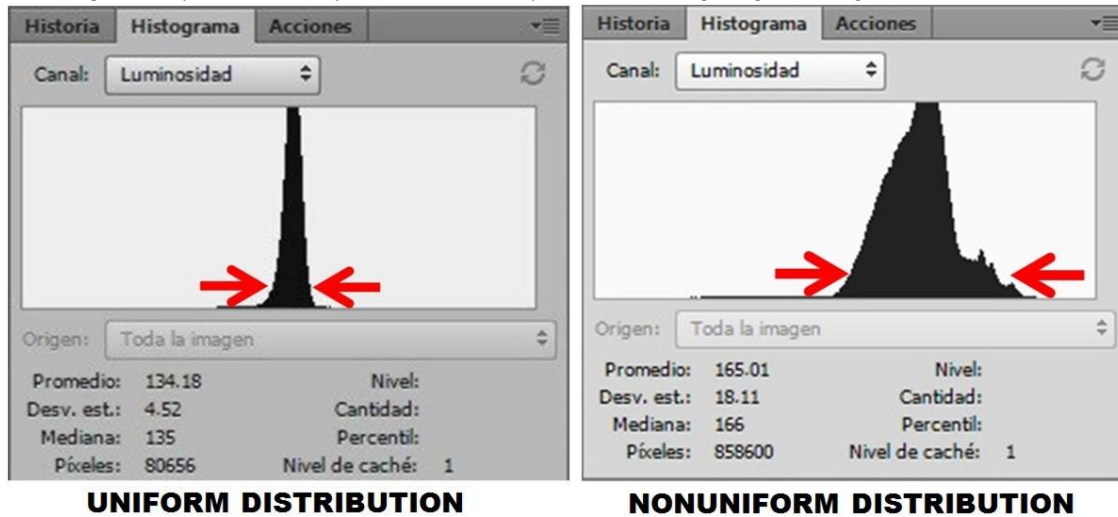 Historia Histograma Acciones
Canal: Luminosidad
Origen: Toda la imagen
Promedio: 134.18 Nivel:
Desv. est.: 4.52 Cantidad:
Mediana: 135 Percentil:
Píxeles: 80656 Nivel de caché: 1
UNIFORM DISTRIBUTION
Historia Histograma Acciones
Canal: Luminosidad
Origen: Toda la imagen
Promedio: 165.01 Nivel:
Desv. est.: 18.11 Cantidad:
Mediana: 166 Percentil:
Píxeles: 858600 Nivel de caché: 1
NONUNIFORM DISTRIBUTION